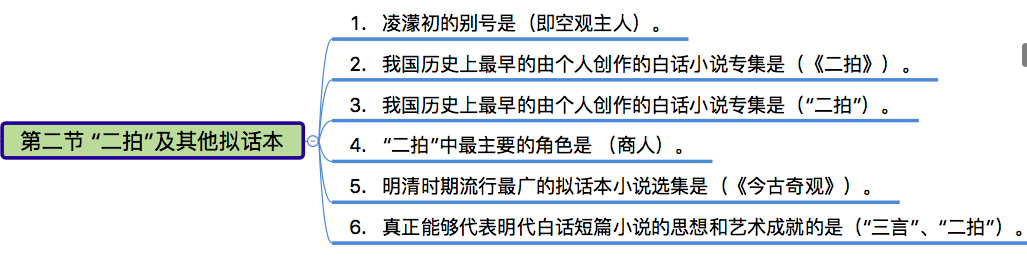 1. 凌濛初的别号是（即空观主人）。
2. 我国历史上最早的由个人创作的白话小说专集是（《二拍》）。
3. 我国历史上最早的由个人创作的白话小说专集是（“二拍”）。
第二节 “二拍”及其他拟话本
4. “二拍”中最主要的角色是 （商人）。
5. 明清时期流行最广的拟话本小说选集是（《今古奇观》）。
6. 真正能够代表明代白话短篇小说的思想和艺术成就的是（“三言”、“二拍”）。